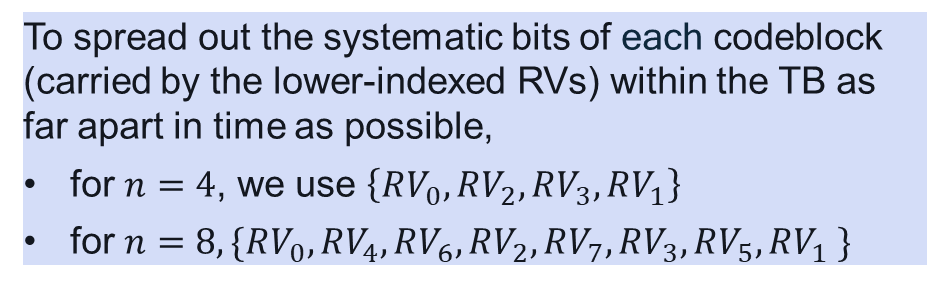 To spread out the systematic bits of each codeblock
(carried by the lower-indexed RVs) within the TB as
far apart in time as possible,
• for n = 4, we use {RV₀, RV₂, RV₃, RV₁}
• for n = 8, {RV₀, RV₄, RV₆, RV₂, RV₇, RV₃, RV₅, RV₁ }